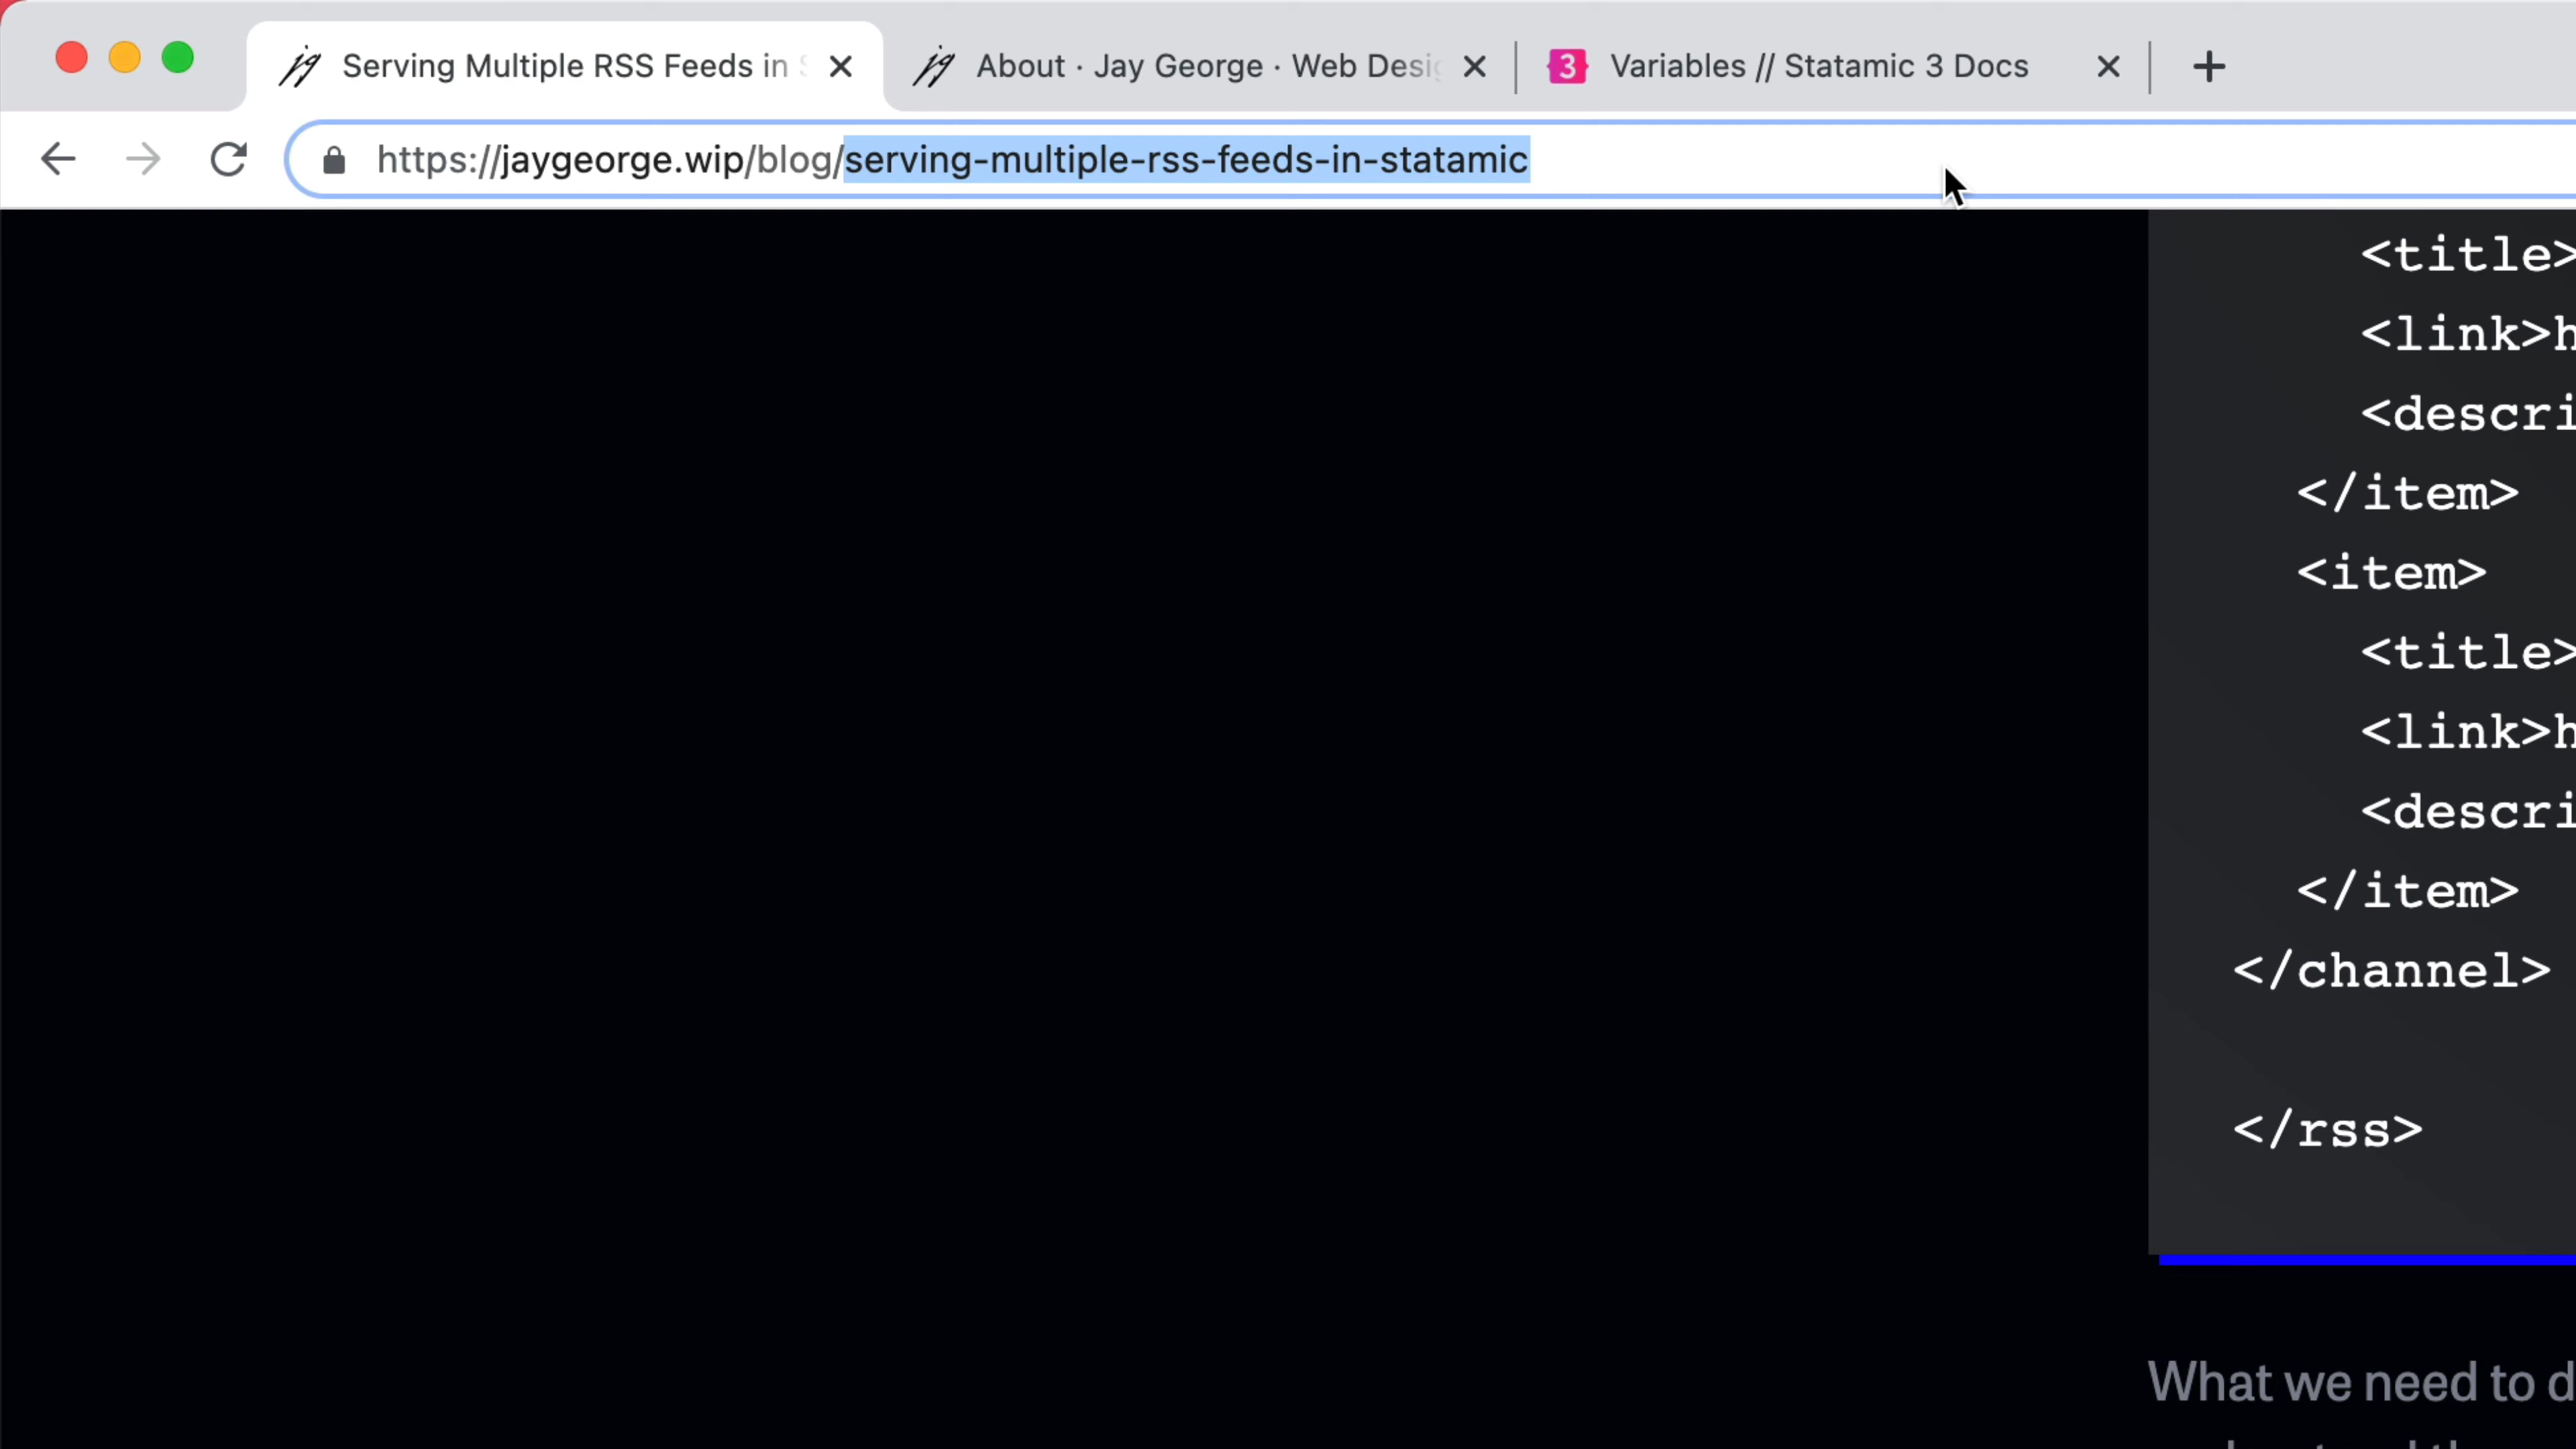 Serving Multiple RSS Feeds in
About · Jay George · Web Desig
3 Variables // Statamic 3 Docs
https://jaygeorge.wip/blog/serving-multiple-rss-feeds-in-statamic
<title>
<link>h
<descri
</item>
<item>
<title>
<link>h
<descri
</item>
</channel>
</rss>
What we need to d